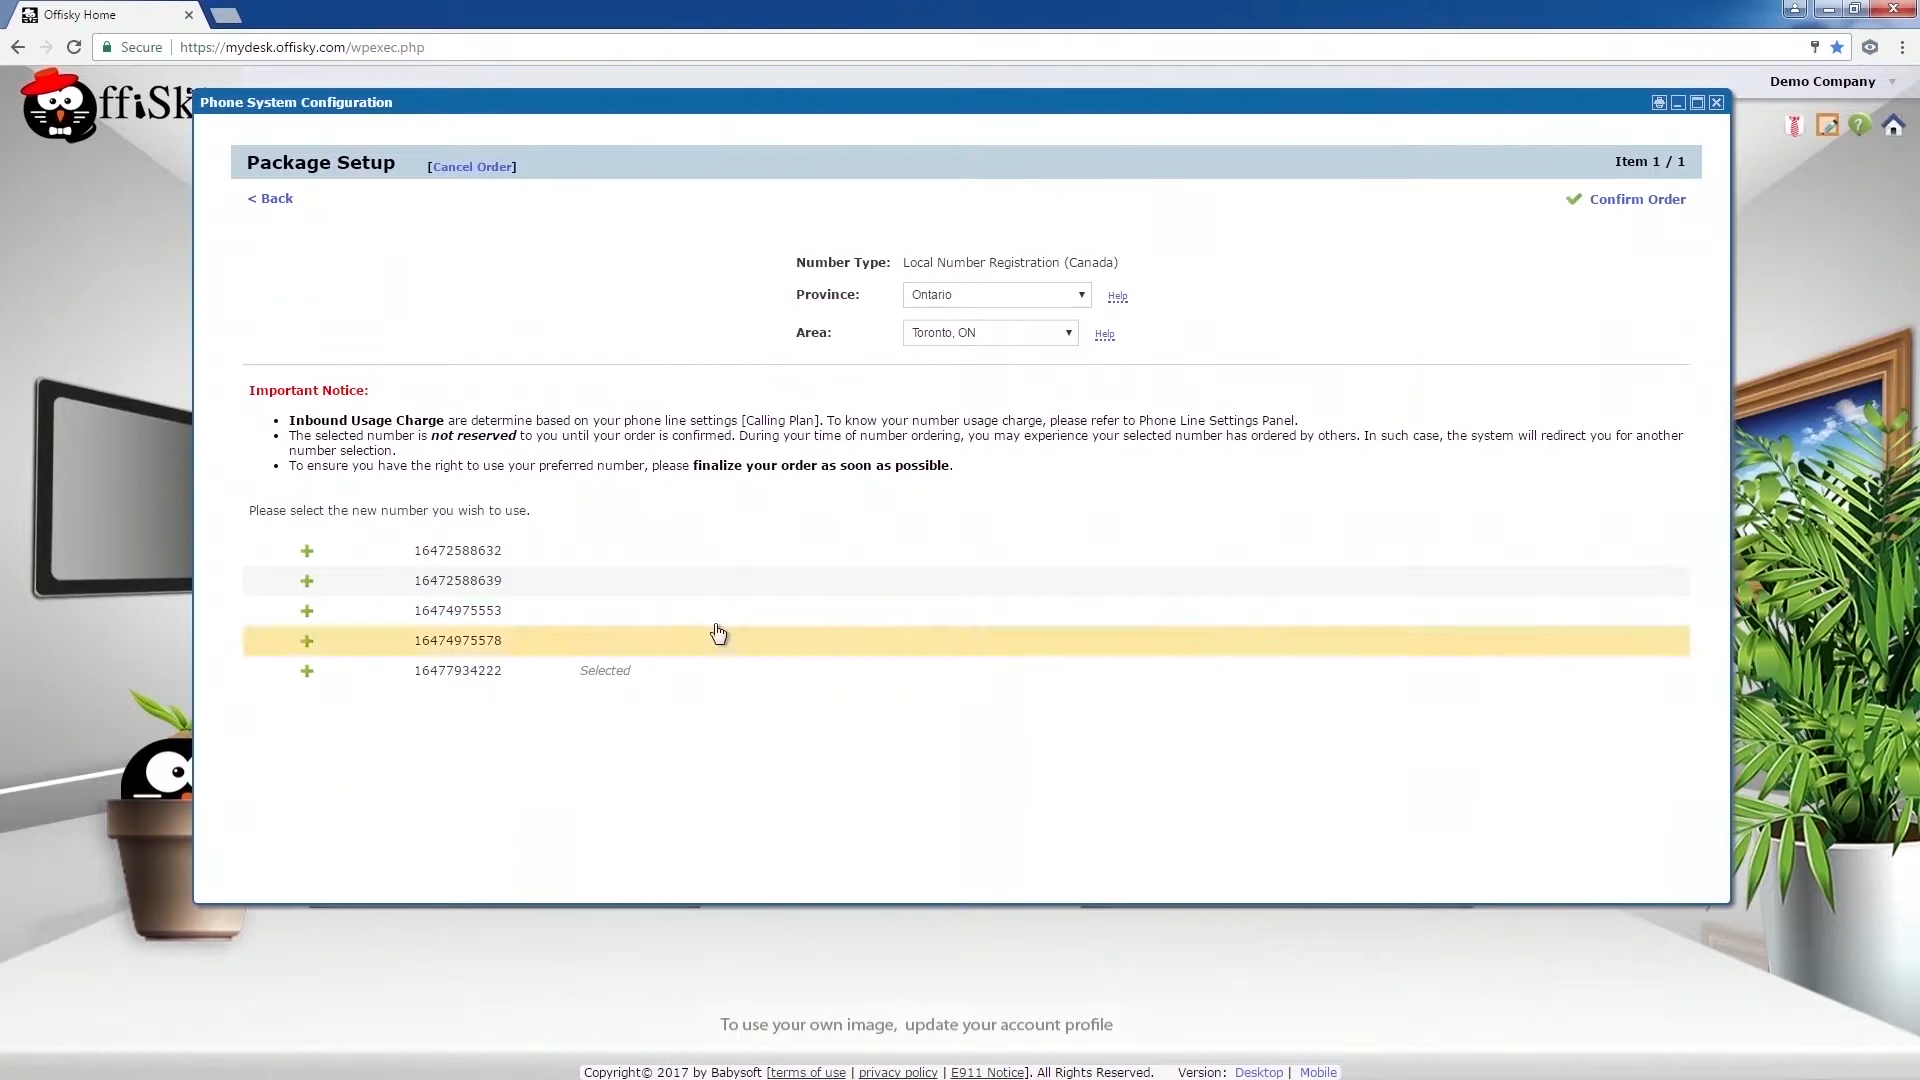 Offisky Home
Secure
https://mydesk.offisky.com/wpexec.php
Demo Company
ffiSk
Phone System Configuration
Package Setup [Cancel Order] Item 1 / 1
< Back Confirm Order
Number Type: Local Number Registration (Canada)
Province: Ontario Help
Area: Toronto, ON Help
Important Notice:
• Inbound Usage Charge are determine based on your phone line settings [Calling Plan]. To know your number usage charge, please refer to Phone Line Settings Panel.
• The selected number is not reserved to you until your order is confirmed. During your time of number ordering, you may experience your selected number has ordered by others. In such case, the system will redirect you for another
number selection.
• To ensure you have the right to use your preferred number, please finalize your order as soon as possible.
Please select the new number you wish to use.
16472588632
16472588639
16474975553
16474975578
16477934222 Selected
To use your own image, update your account profile
Copyright© 2017 by Babysoft [terms of use | privacy policy | E911 Notice]. All Rights Reserved. Version: Desktop | Mobile